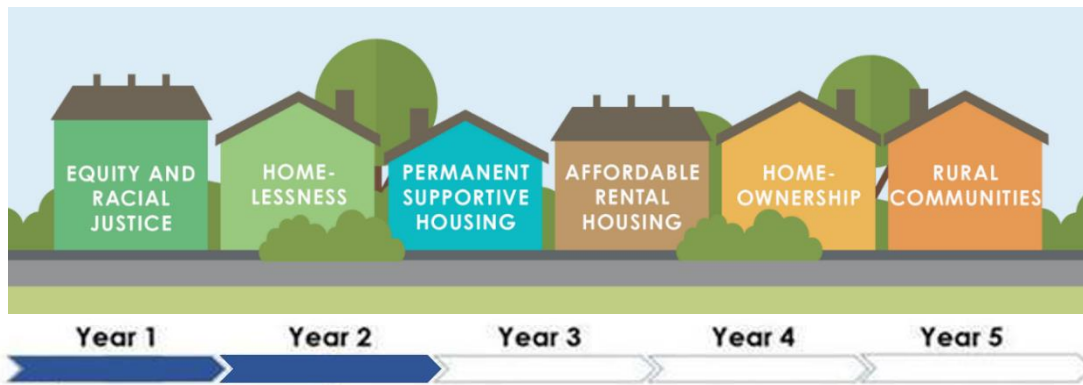 EQUITY AND
RACIAL
JUSTICE
HOME-
LESSNESS
PERMANENT
SUPPORTIVE
HOUSING
AFFORDABLE
RENTAL
HOUSING
HOME-
OWNERSHIP
RURAL
COMMUNITIES
Year 1
Year 2
Year 3
Year 4
Year 5